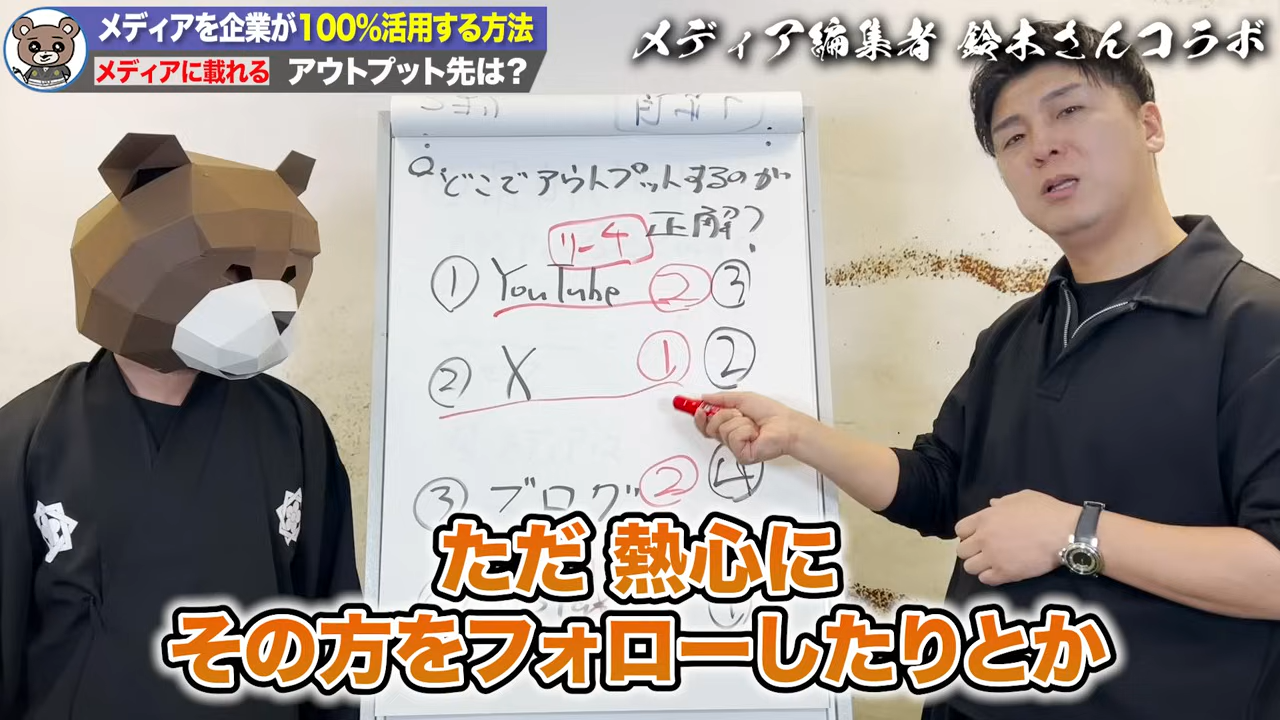 メディアを企業が100%活用する方法
メディアに載れる アウトプット先は？
メディア編集者 鈴木さんコラボ
Q. どこでアウトプットするのが
正解？
リーチ
① YouTube ② ③
② X ① ②
③ ブログ ② ④
ただ 熱心に
その方をフォローしたりとか